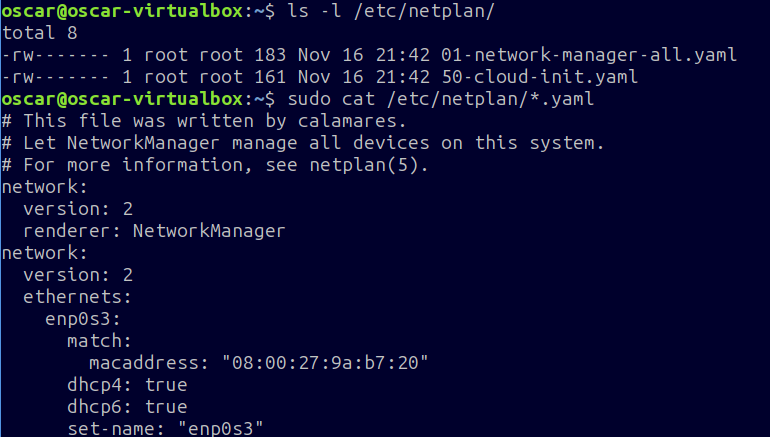 oscar@oscar-virtualbox:~$ ls -l /etc/netplan/
total 8
-rw------- 1 root root 183 Nov 16 21:42 01-network-manager-all.yaml
-rw------- 1 root root 161 Nov 16 21:42 50-cloud-init.yaml
oscar@oscar-virtualbox:~$ sudo cat /etc/netplan/*.yaml
# This file was written by calamares.
# Let NetworkManager manage all devices on this system.
# For more information, see netplan(5).
network:
  version: 2
  renderer: NetworkManager
network:
  version: 2
  ethernets:
    enp0s3:
      match:
        macaddress: "08:00:27:9a:b7:20"
      dhcp4: true
      dhcp6: true
      set-name: "enp0s3"